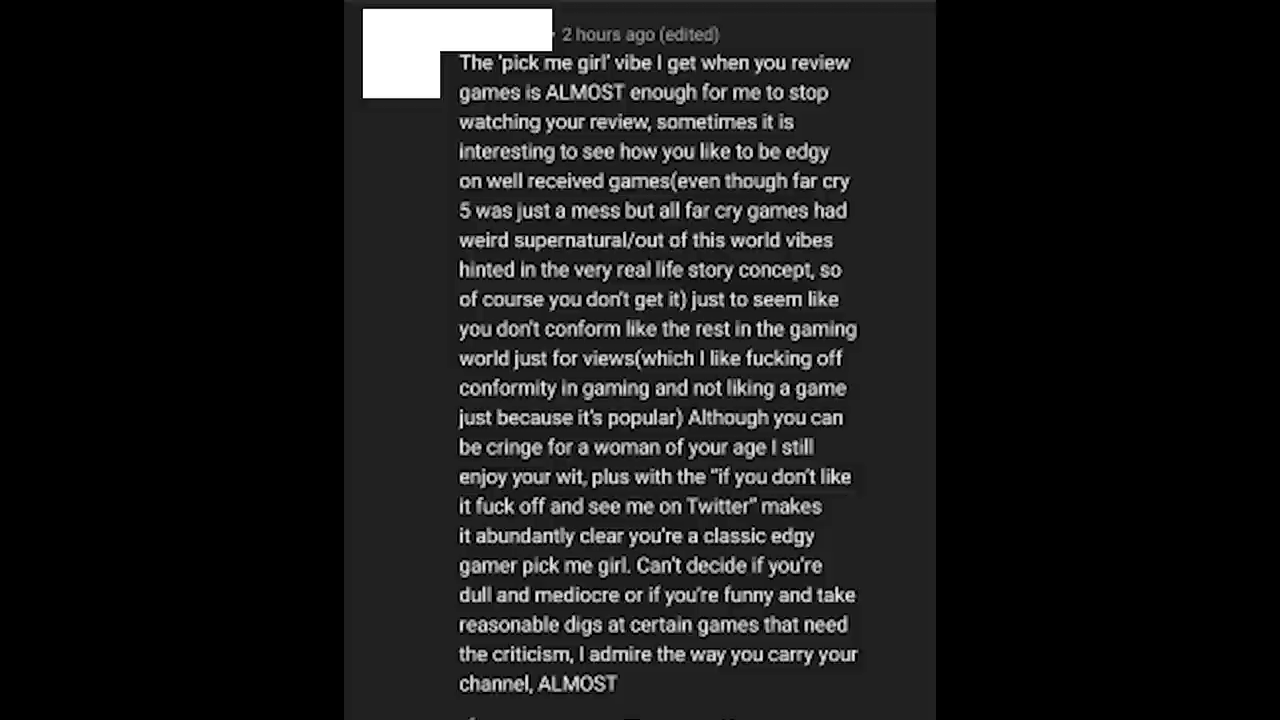 • 2 hours ago (edited)
The 'pick me girl' vibe I get when you review
games is ALMOST enough for me to stop
watching your review, sometimes it is
interesting to see how you like to be edgy
on well received games(even though far cry
5 was just a mess but all far cry games had
weird supernatural/out of this world vibes
hinted in the very real life story concept, so
of course you don't get it) just to seem like
you don't conform like the rest in the gaming
world just for views(which I like fucking off
conformity in gaming and not liking a game
just because it's popular) Although you can
be cringe for a woman of your age I still
enjoy your wit, plus with the "if you don't like
it fuck off and see me on Twitter" makes
it abundantly clear you're a classic edgy
gamer pick me girl. Can't decide if you're
dull and mediocre or if you're funny and take
reasonable digs at certain games that need
the criticism, I admire the way you carry your
channel, ALMOST